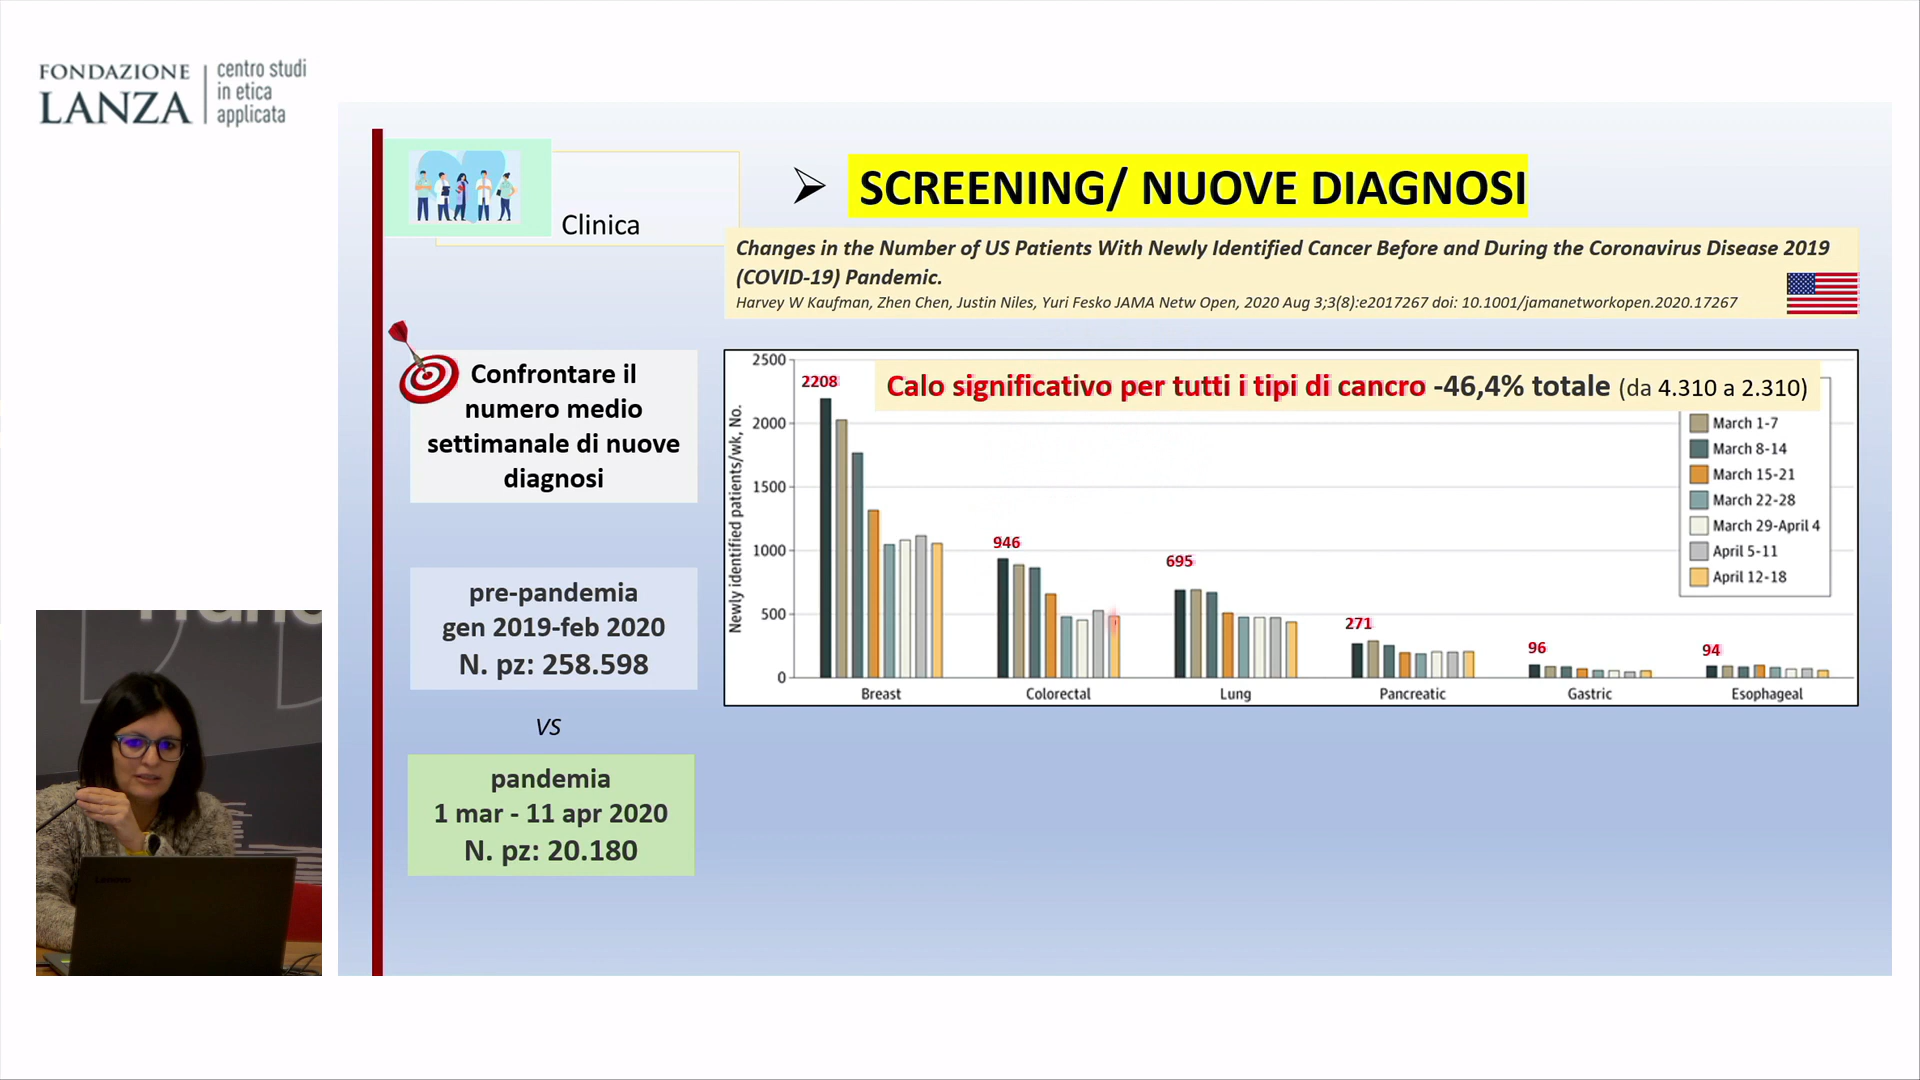 FONDAZIONE
LANZA
centro studi
in etica
applicata
Clinica
SCREENING/ NUOVE DIAGNOSI
Changes in the Number of US Patients With Newly Identified Cancer Before and During the Coronavirus Disease 2019
(COVID-19) Pandemic.
Harvey W Kaufman, Zhen Chen, Justin Niles, Yuri Fesko JAMA Netw Open, 2020 Aug 3;3(8):e2017267 doi: 10.1001/jamanetworkopen.2020.17267
Confrontare il
numero medio
settimanale di nuove
diagnosi
pre-pandemia
gen 2019-feb 2020
N. pz: 258.598
VS
pandemia
1 mar - 11 apr 2020
N. pz: 20.180
Calo significativo per tutti i tipi di cancro -46,4% totale (da 4.310 a 2.310)
Newly identified patients/wk, No.
2500
2000
1500
1000
500
0
2208
946
695
271
96
94
Breast
Colorectal
Lung
Pancreatic
Gastric
Esophageal
March 1-7
March 8-14
March 15-21
March 22-28
March 29-April 4
April 5-11
April 12-18